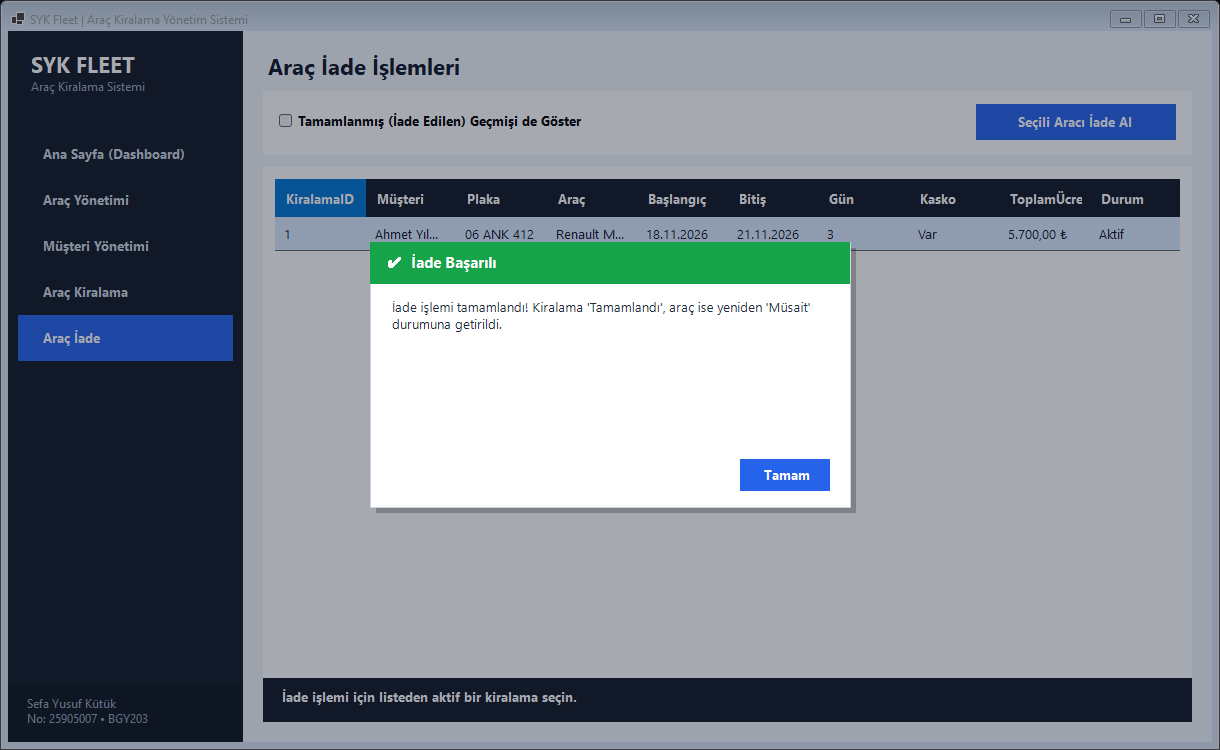 SYK Fleet | Araç Kiralama Yönetim Sistemi
SYK FLEET
Araç Kiralama Sistemi
Ana Sayfa (Dashboard)
Araç Yönetimi
Müşteri Yönetimi
Araç Kiralama
Araç İade
Sefa Yusuf Kütük
No: 25905007 • BGY203
Araç İade İşlemleri
Tamamlanmış (İade Edilen) Geçmişi de Göster
Seçili Aracı İade Al
KiralamaID Müşteri Plaka Araç Başlangıç Bitiş Gün Kasko ToplamÜcre Durum
1 Ahmet Yıl... 06 ANK 412 Renault M... 18.11.2026 21.11.2026 3 Var 5.700,00 ₺ Aktif
✔ İade Başarılı
İade işlemi tamamlandı! Kiralama 'Tamamlandı', araç ise yeniden 'Müsait'
durumuna getirildi.
Tamam
İade işlemi için listeden aktif bir kiralama seçin.